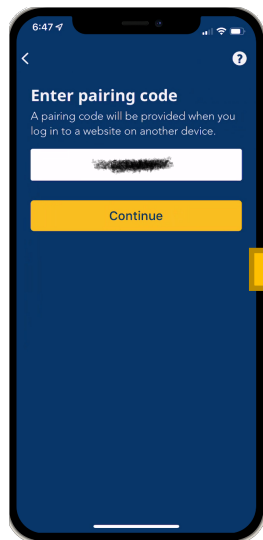 6:47
?
Enter pairing code
A pairing code will be provided when you
log in to a website on another device.
Continue